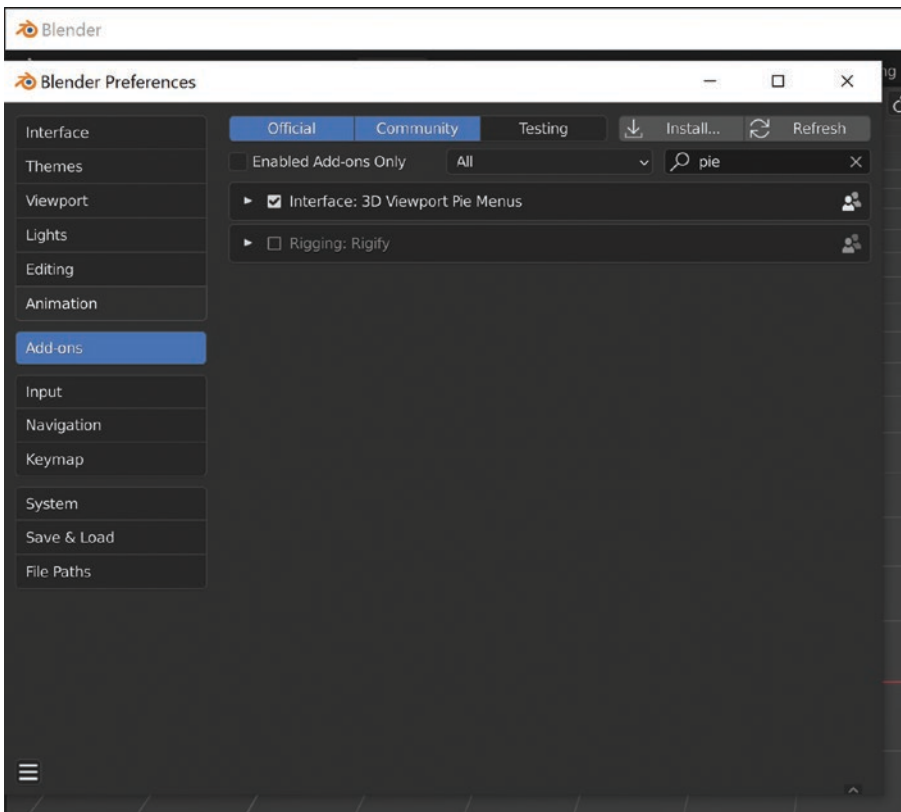 Blender
ng
Blender Preferences
Interface
Themes
Viewport
Lights
Editing
Animation
Add-ons
Input
Navigation
Keymap
System
Save & Load
File Paths
Official Community Testing Install... Refresh
Enabled Add-ons Only All pie
Interface: 3D Viewport Pie Menus
Rigging: Rigify